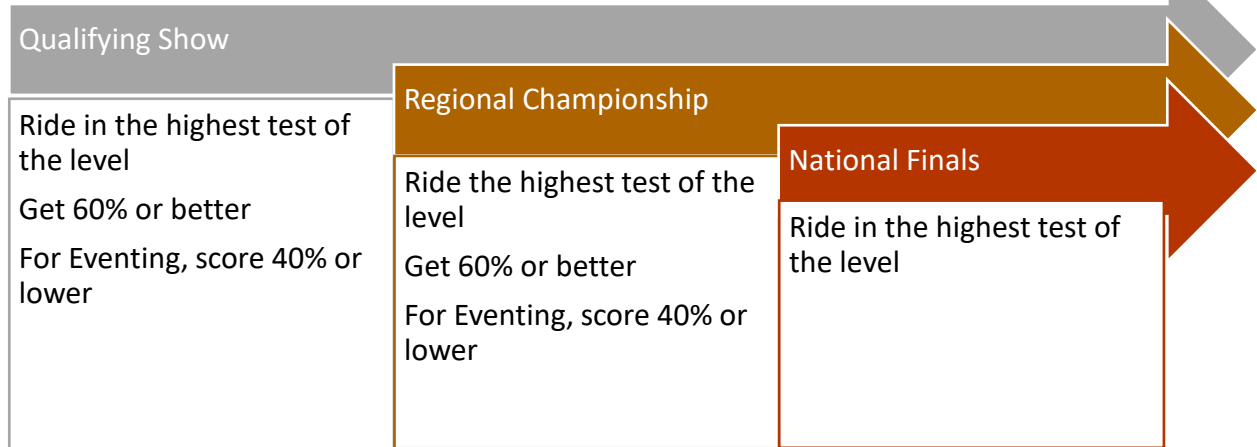 Qualifying Show
Ride in the highest test of
the level
Get 60% or better
For Eventing, score 40% or
lower
Regional Championship
Ride the highest test of the
level
Get 60% or better
For Eventing, score 40% or
lower
National Finals
Ride in the highest test of
the level